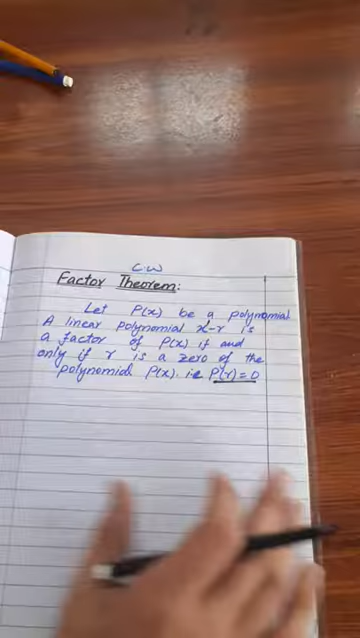 C.W
Factor Theorem:
Let P(x) be a polynomial
A linear polynomial x-r is
a factor of P(x) if and
only if r is a zero of the
polynomial P(x). i.e P(r)=0